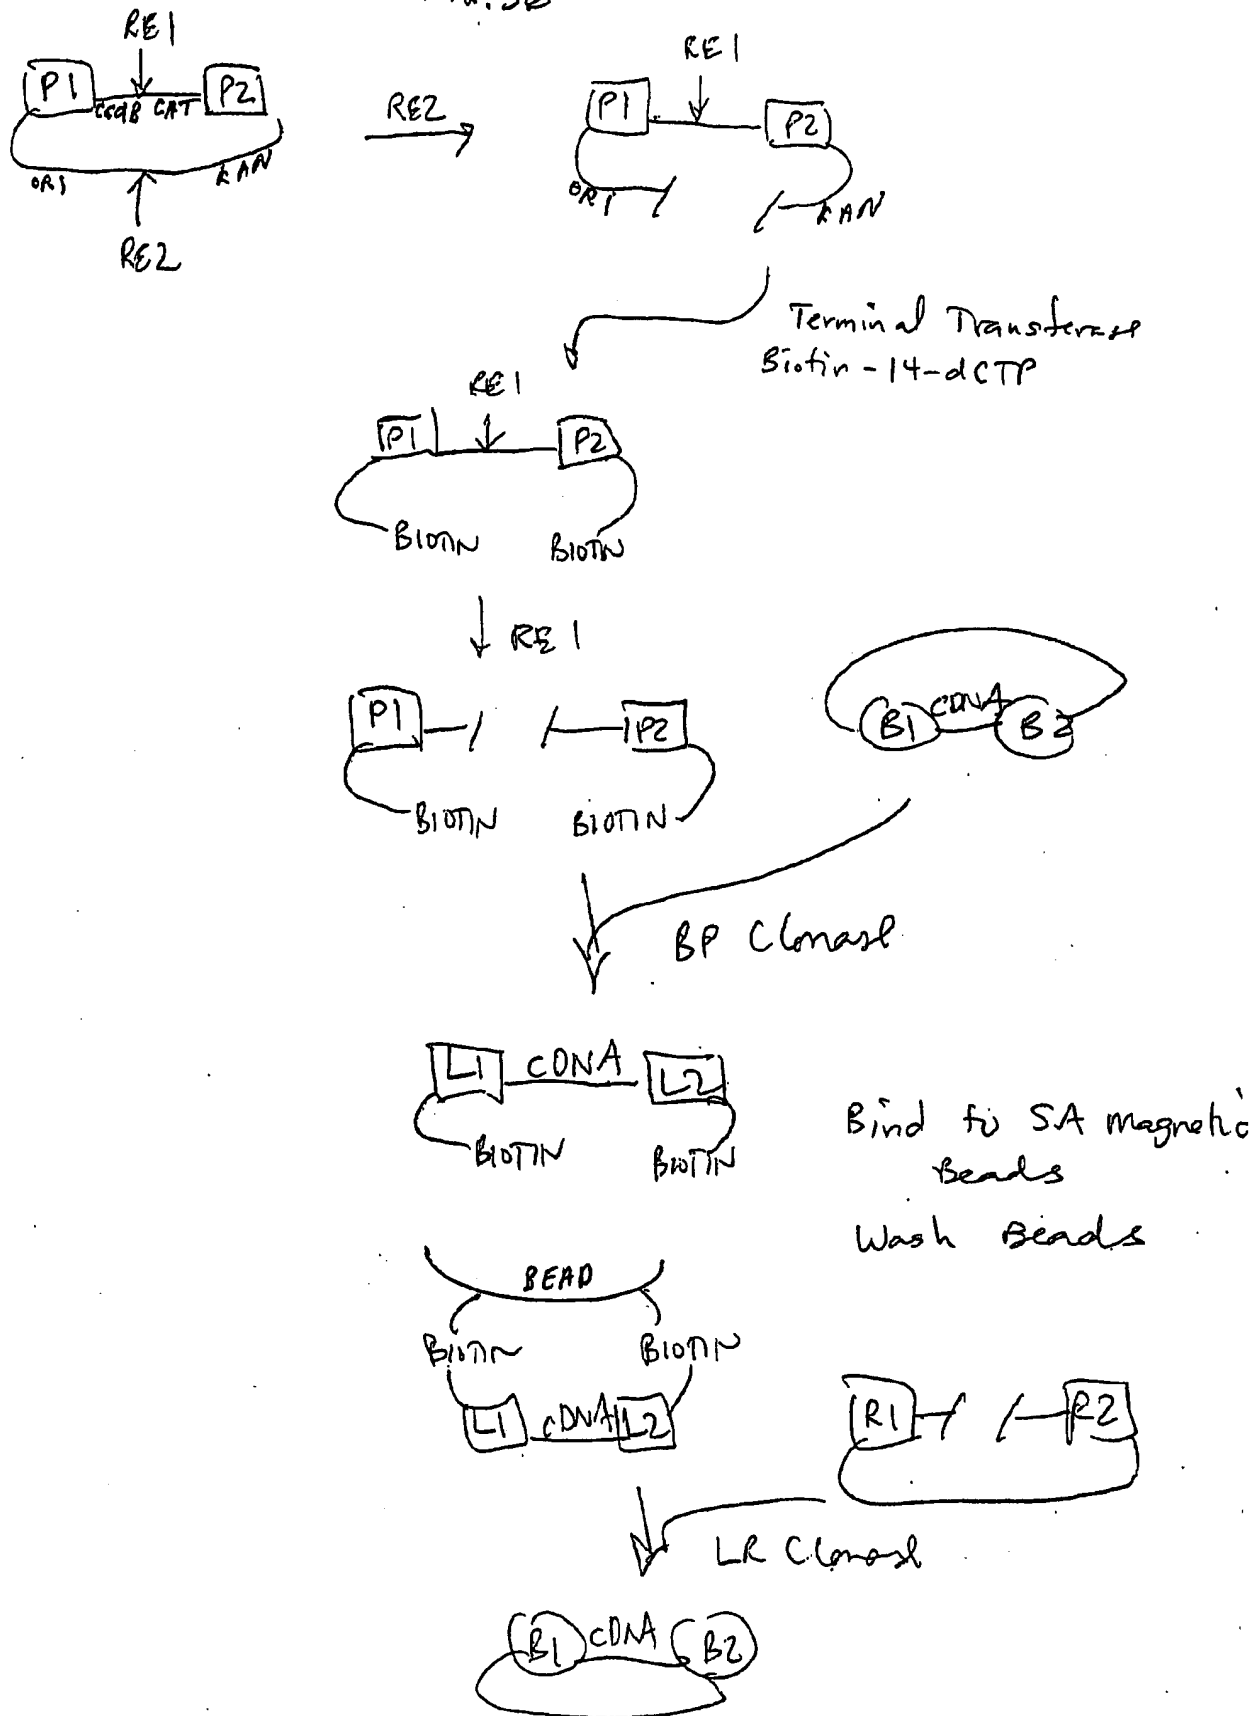 RE1
P1
P2
ccdB CAT
ORI
KAN
RE2
RE2
RE1
P1
P2
ORI
KAN
Terminal Transferase
Biotin-14-dCTP
RE1
P1
P2
BIOTIN
BIOTIN
RE1
P1
P2
BIOTIN
BIOTIN
B1
cDNA
B2
BP Clonase
L1
cDNA
L2
BIOTIN
BIOTIN
Bind to SA magnetic
Beads
Wash Beads
BEAD
BIOTIN
BIOTIN
L1
cDNA
L2
R1
R2
LR Clonase
B1
cDNA
B2